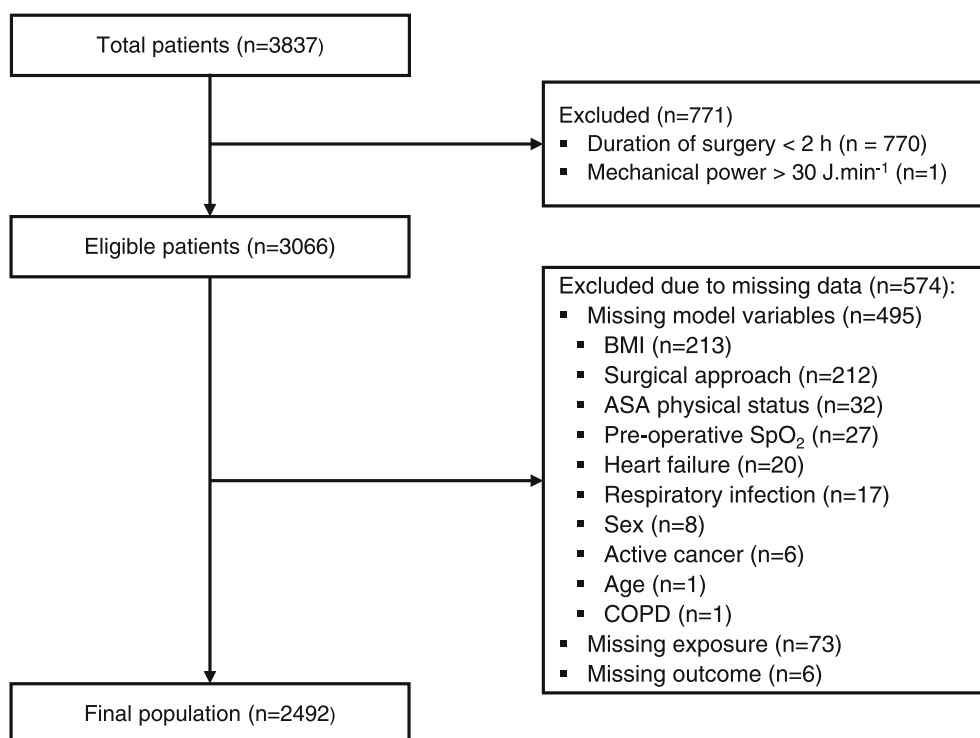 Total patients (n=3837)
Excluded (n=771)
▪ Duration of surgery < 2 h (n = 770)
▪ Mechanical power > 30 J.min⁻¹ (n=1)
Eligible patients (n=3066)
Excluded due to missing data (n=574):
▪ Missing model variables (n=495)
▪ BMI (n=213)
▪ Surgical approach (n=212)
▪ ASA physical status (n=32)
▪ Pre-operative SpO₂ (n=27)
▪ Heart failure (n=20)
▪ Respiratory infection (n=17)
▪ Sex (n=8)
▪ Active cancer (n=6)
▪ Age (n=1)
▪ COPD (n=1)
▪ Missing exposure (n=73)
▪ Missing outcome (n=6)
Final population (n=2492)